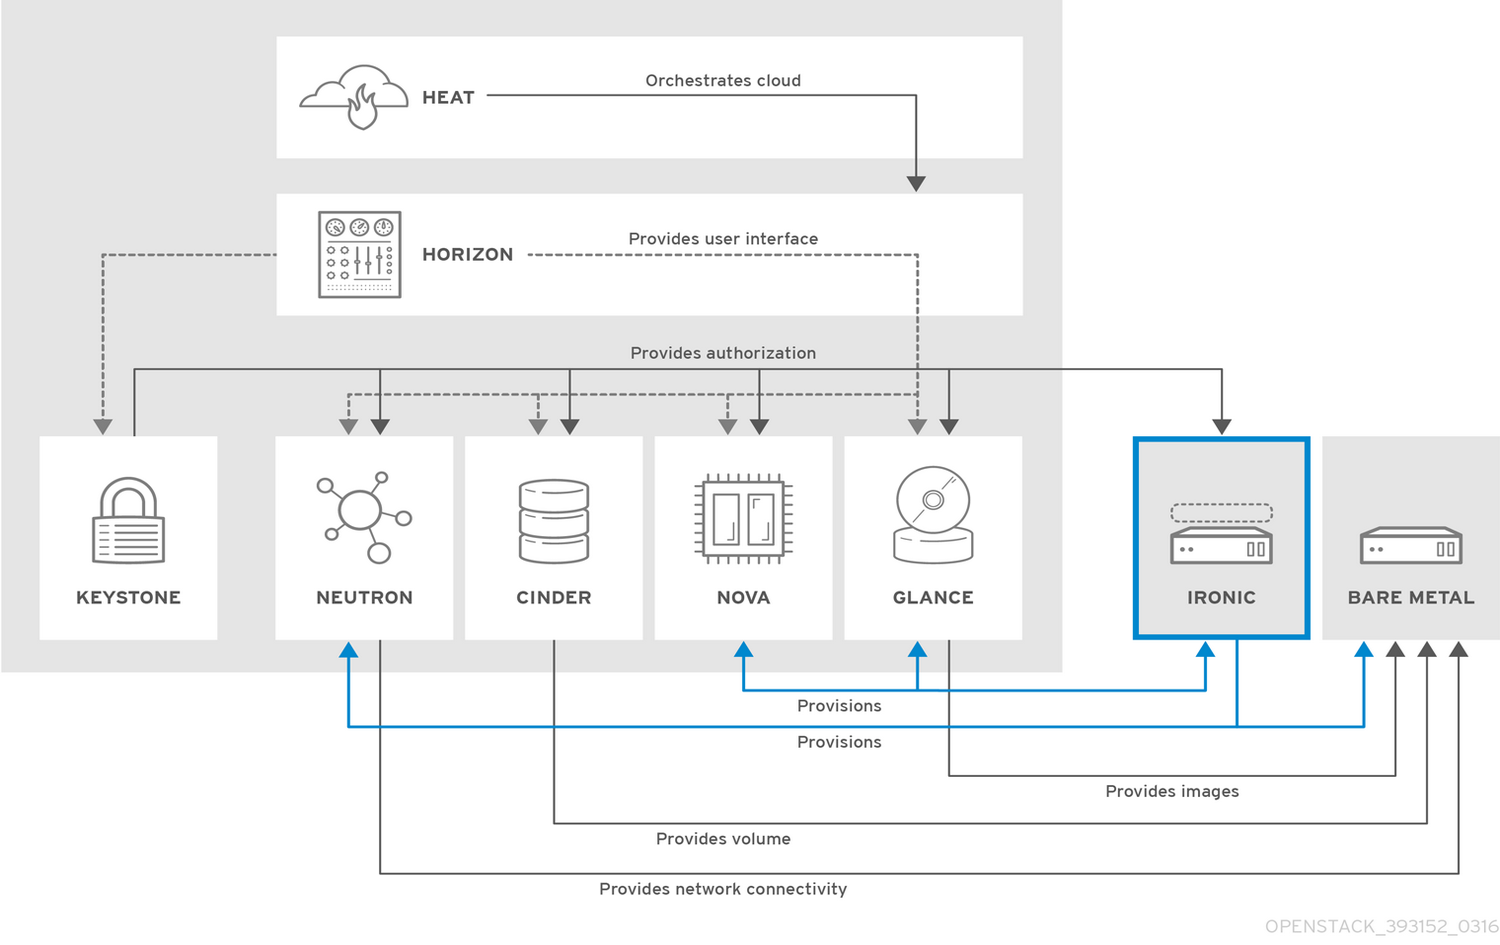 Orchestrates cloud
HEAT
Provides user interface
HORIZON
Provides authorization
KEYSTONE
NEUTRON
CINDER
NOVA
GLANCE
IRONIC
BARE METAL
Provisions
Provisions
Provides images
Provides volume
Provides network connectivity
OPENSTACK_393152_0316